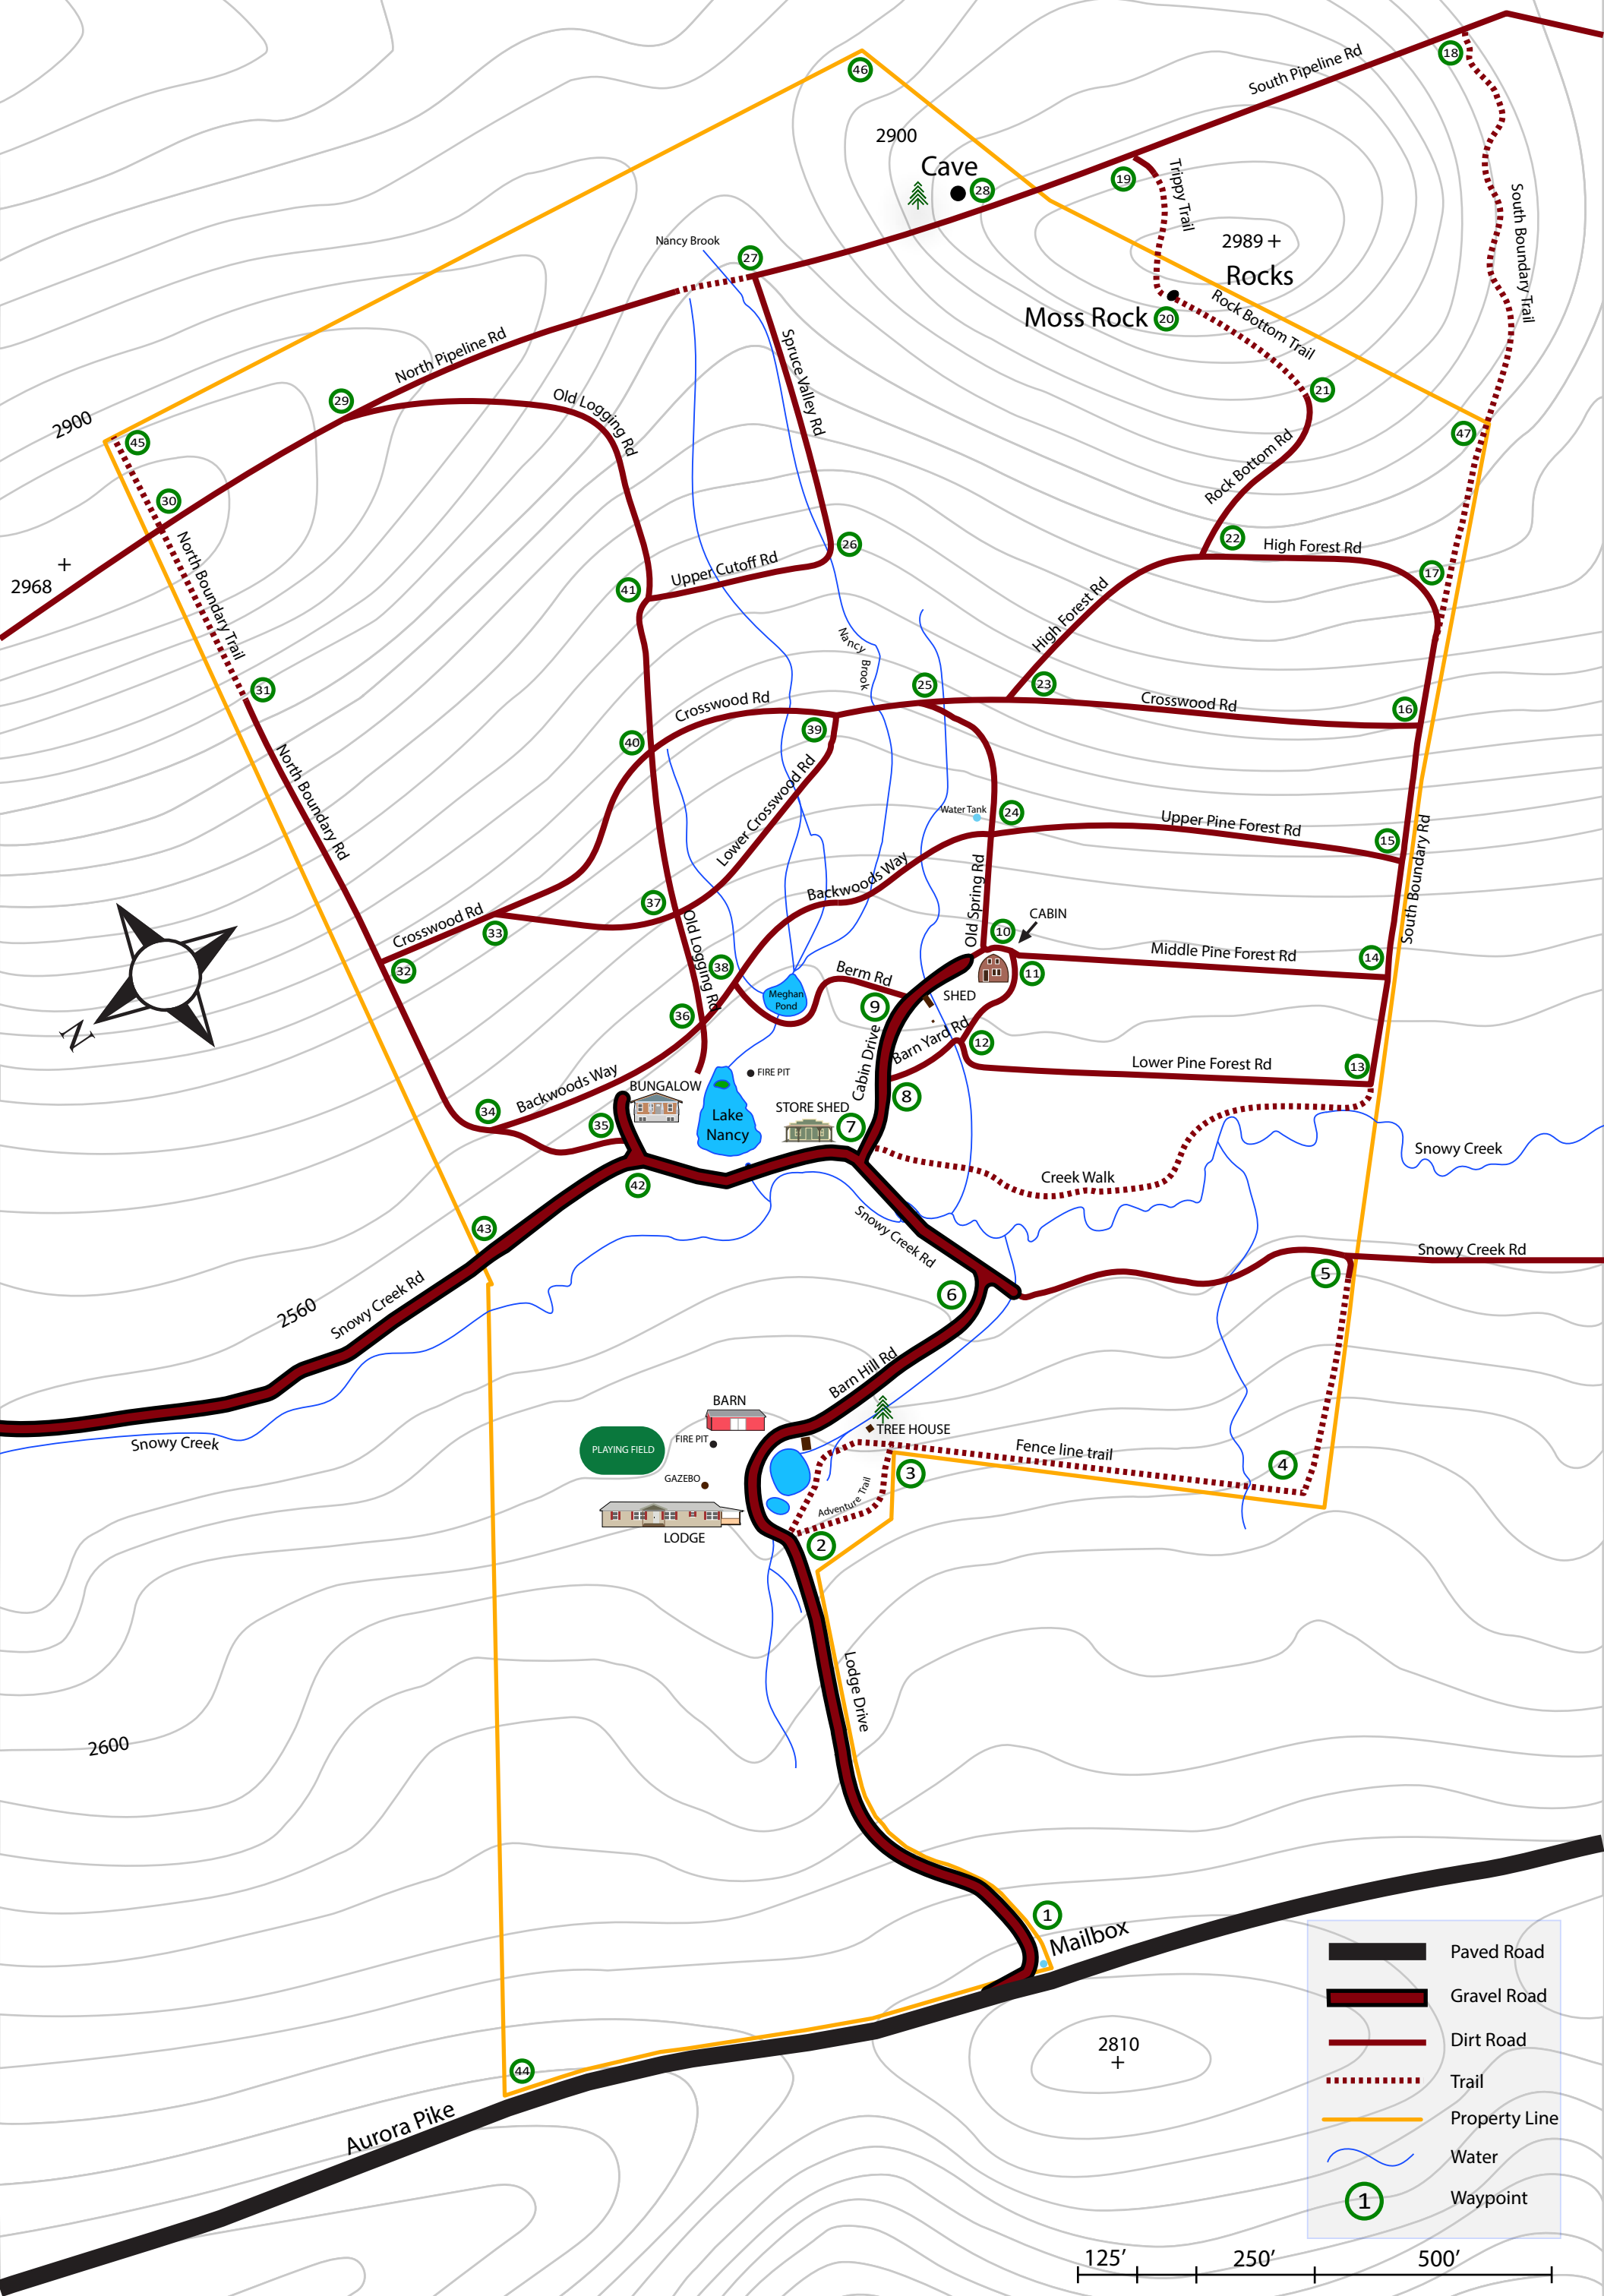 18
South Pipeline Rd
46
2900
Cave
28
19
Trippy Trail
South Boundary Trail
Nancy Brook
27
2989 +
Rocks
Moss Rock
20
Rock Bottom Trail
North Pipeline Rd
Spruce Valley Rd
21
29
Old Logging Rd
2900
45
47
Rock Bottom Rd
30
26
22
High Forest Rd
North Boundary Trail
Upper Cutoff Rd
17
+
2968
41
High Forest Rd
Nancy
Brook
31
25
23
Crosswood Rd
Crosswood Rd
16
40
39
North Boundary Rd
Lower Crosswood Rd
Water Tank
24
Upper Pine Forest Rd
15
South Boundary Rd
Backwoods Way
Old Spring Rd
37
CABIN
Crosswood Rd
33
10
Middle Pine Forest Rd
14
32
Old Logging Rd
38
Berm Rd
11
Meghan
Pond
SHED
9
N
36
Cabin Drive
Barn Yard Rd
12
Lower Pine Forest Rd
13
FIRE PIT
Backwoods Way
BUNGALOW
8
34
35
Lake
Nancy
STORE SHED
7
Snowy Creek
Creek Walk
42
43
Snowy Creek Rd
Snowy Creek Rd
5
6
2560
Snowy Creek Rd
Barn Hill Rd
BARN
TREE HOUSE
Snowy Creek
PLAYING FIELD
FIRE PIT
Fence line trail
4
3
GAZEBO
Adventure Trail
LODGE
2
Lodge Drive
2600
1
Mailbox
Paved Road
Gravel Road
2810
+
Dirt Road
44
Trail
Aurora Pike
Property Line
Water
1
Waypoint
125’
250’
500’